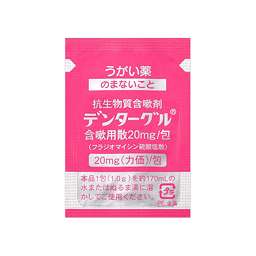 うがい薬
のまないこと
抗生物質含嗽剤
デンターグル®
含嗽用散20mg/包
(フラジオマイシン硫酸塩散)
20mg(力価)/包
本品1包(1.0g)を約170mLの
水またはぬるま湯に溶
かしてご使用ください。